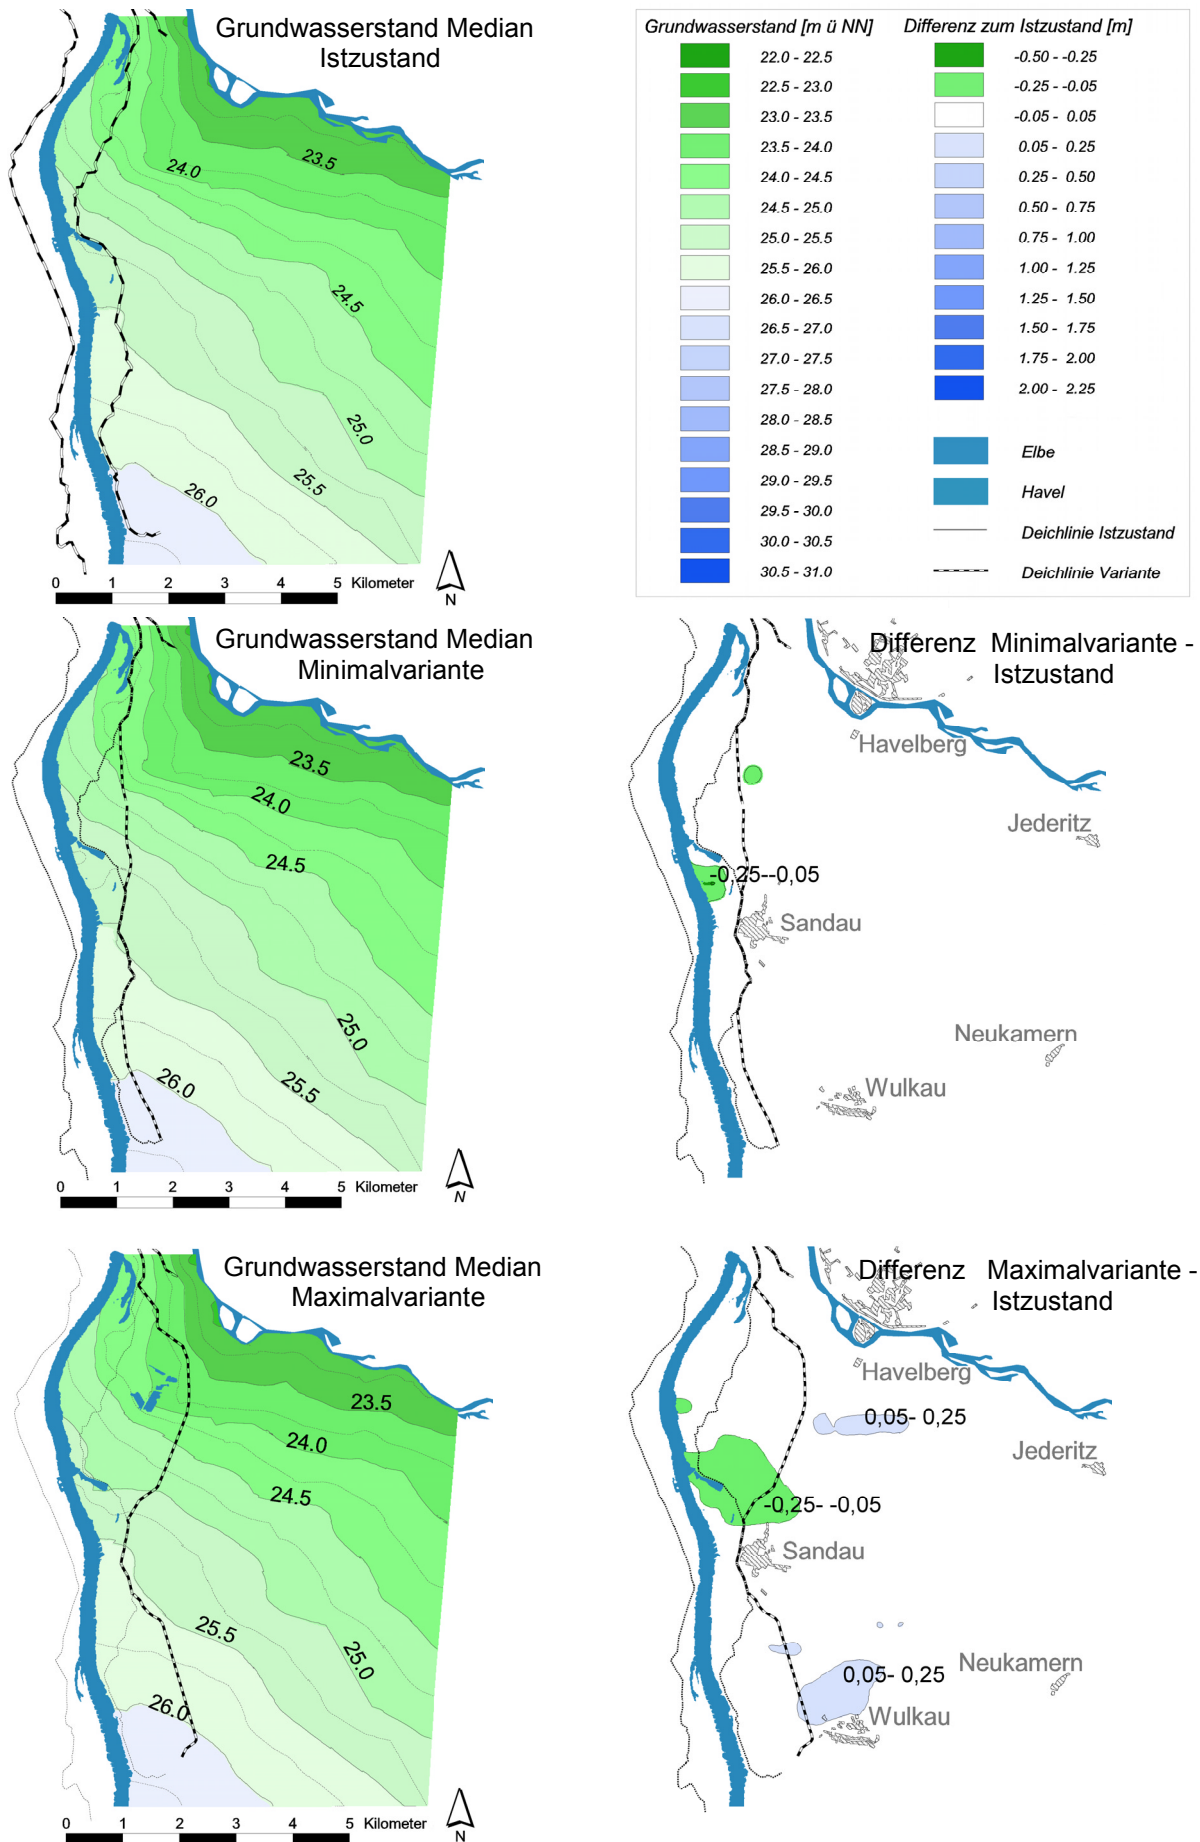 Grundwasserstand Median
Istzustand
23.5
24.0
24.5
25.0
25.5
26.0
0 1 2 3 4 5 Kilometer
N
Grundwasserstand [m ü NN]
22.0 - 22.5
22.5 - 23.0
23.0 - 23.5
23.5 - 24.0
24.0 - 24.5
24.5 - 25.0
25.0 - 25.5
25.5 - 26.0
26.0 - 26.5
26.5 - 27.0
27.0 - 27.5
27.5 - 28.0
28.0 - 28.5
28.5 - 29.0
29.0 - 29.5
29.5 - 30.0
30.0 - 30.5
30.5 - 31.0
Differenz zum Istzustand [m]
-0.50 - -0.25
-0.25 - -0.05
-0.05 - 0.05
0.05 - 0.25
0.25 - 0.50
0.50 - 0.75
0.75 - 1.00
1.00 - 1.25
1.25 - 1.50
1.50 - 1.75
1.75 - 2.00
2.00 - 2.25
Elbe
Havel
Deichlinie Istzustand
Deichlinie Variante
Grundwasserstand Median
Minimalvariante
23.5
24.0
24.5
25.0
25.5
26.0
0 1 2 3 4 5 Kilometer
N
Differenz Minimalvariante -
Istzustand
Havelberg
Jederitz
-0,25--0,05
Sandau
Neukamern
Wulkau
Grundwasserstand Median
Maximalvariante
23.5
24.0
24.5
25.5
25.0
26.0
0 1 2 3 4 5 Kilometer
N
Differenz Maximalvariante -
Istzustand
Havelberg
0,05- 0,25
Jederitz
-0,25- -0,05
Sandau
Neukamern
0,05- 0,25
Wulkau